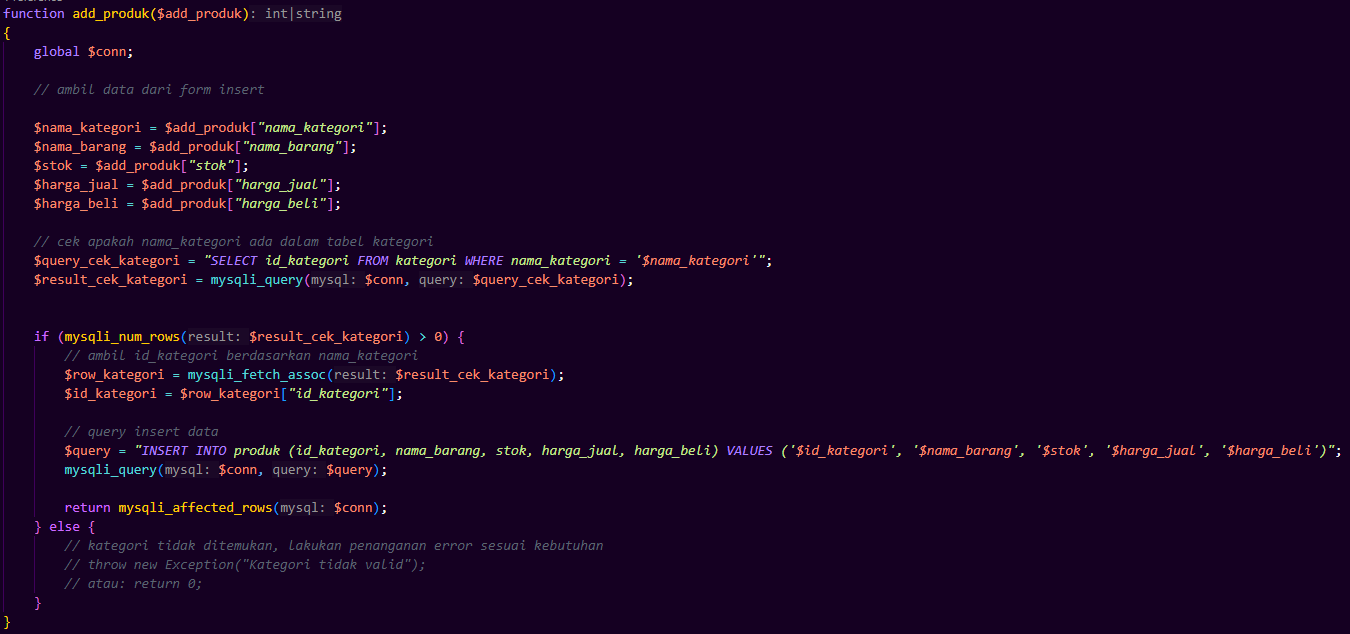 function add_produk($add_produk): int|string
{
    global $conn;

    // ambil data dari form insert

    $nama_kategori = $add_produk["nama_kategori"];
    $nama_barang = $add_produk["nama_barang"];
    $stok = $add_produk["stok"];
    $harga_jual = $add_produk["harga_jual"];
    $harga_beli = $add_produk["harga_beli"];

    // cek apakah nama_kategori ada dalam tabel kategori
    $query_cek_kategori = "SELECT id_kategori FROM kategori WHERE nama_kategori = '$nama_kategori'";
    $result_cek_kategori = mysqli_query(mysql: $conn, query: $query_cek_kategori);


    if (mysqli_num_rows(result: $result_cek_kategori) > 0) {
        // ambil id_kategori berdasarkan nama_kategori
        $row_kategori = mysqli_fetch_assoc(result: $result_cek_kategori);
        $id_kategori = $row_kategori["id_kategori"];

        // query insert data
        $query = "INSERT INTO produk (id_kategori, nama_barang, stok, harga_jual, harga_beli) VALUES ('$id_kategori', '$nama_barang', '$stok', '$harga_jual', '$harga_beli')";
        mysqli_query(mysql: $conn, query: $query);

        return mysqli_affected_rows(mysql: $conn);
    } else {
        // kategori tidak ditemukan, lakukan penanganan error sesuai kebutuhan
        // throw new Exception("Kategori tidak valid");
        // atau: return 0;
    }
}